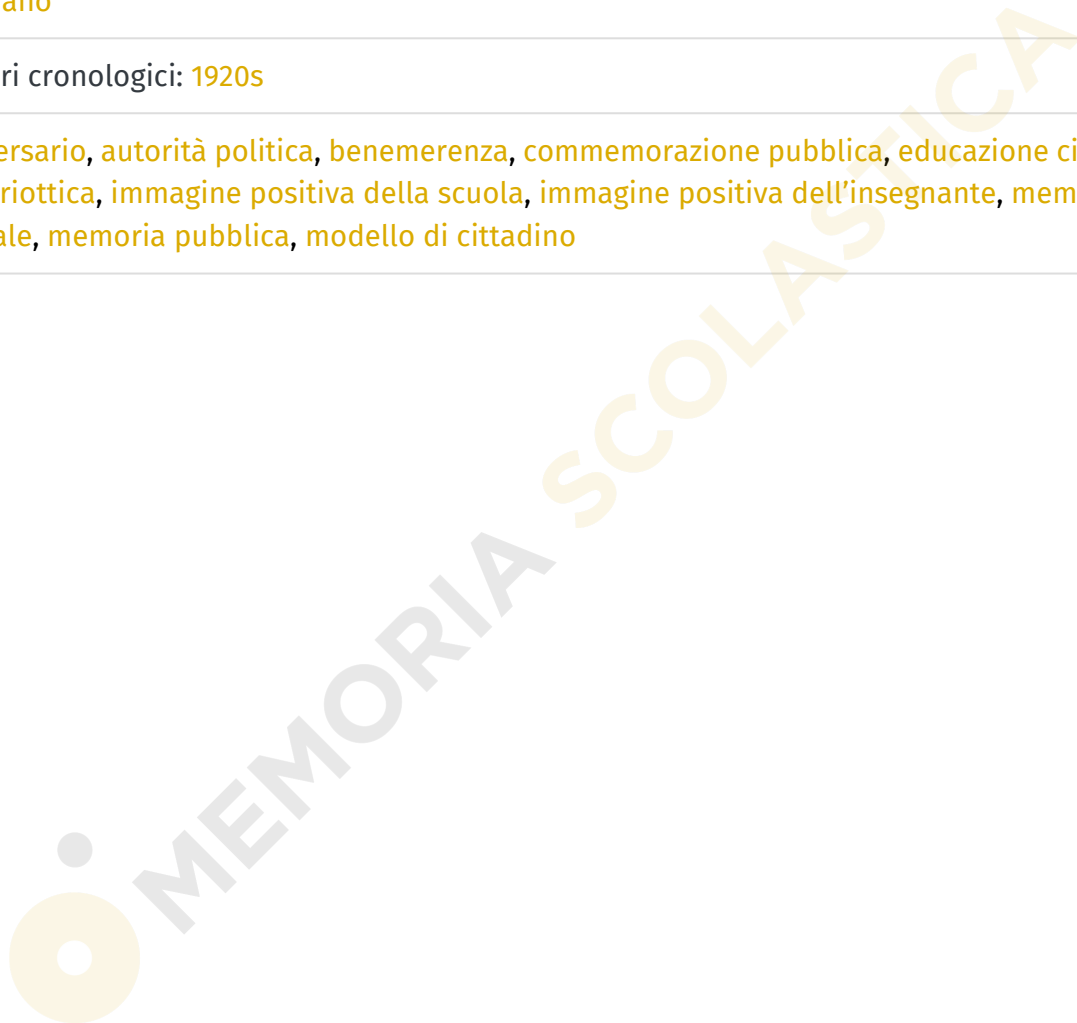 ano
ri cronologici: 1920s
ersario, autorità politica, benemerenza, commemorazione pubblica, educazione ci
riottica, immagine positiva della scuola, immagine positiva dell’insegnante, mem
ale, memoria pubblica, modello di cittadino
MEMORIA SCOLASTICA